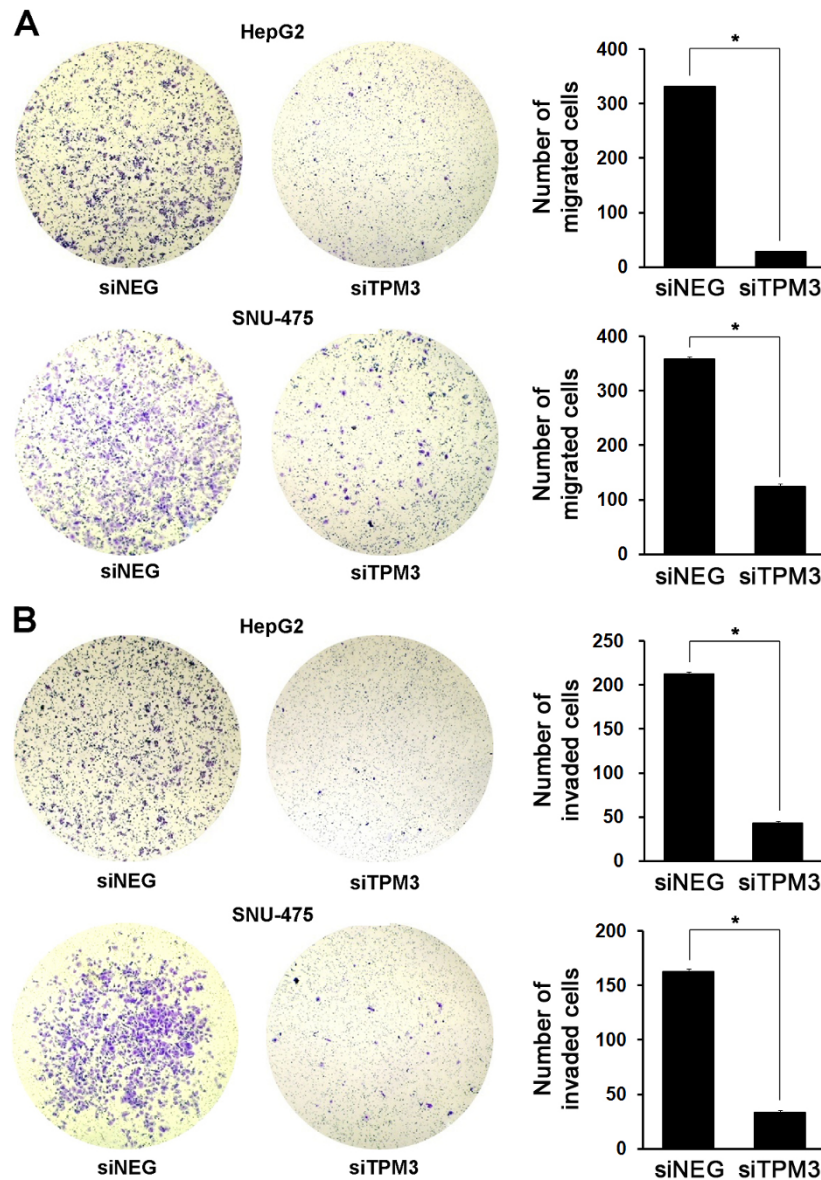 A
HepG2
siNEG
siTPM3
Number of
migrated cells
400
300
200
100
0
*
siNEG
siTPM3
SNU-475
siNEG
siTPM3
Number of
migrated cells
400
300
200
100
0
*
siNEG
siTPM3
B
HepG2
siNEG
siTPM3
Number of
invaded cells
250
200
150
100
50
0
*
siNEG
siTPM3
SNU-475
siNEG
siTPM3
Number of
invaded cells
200
150
100
50
0
*
siNEG
siTPM3